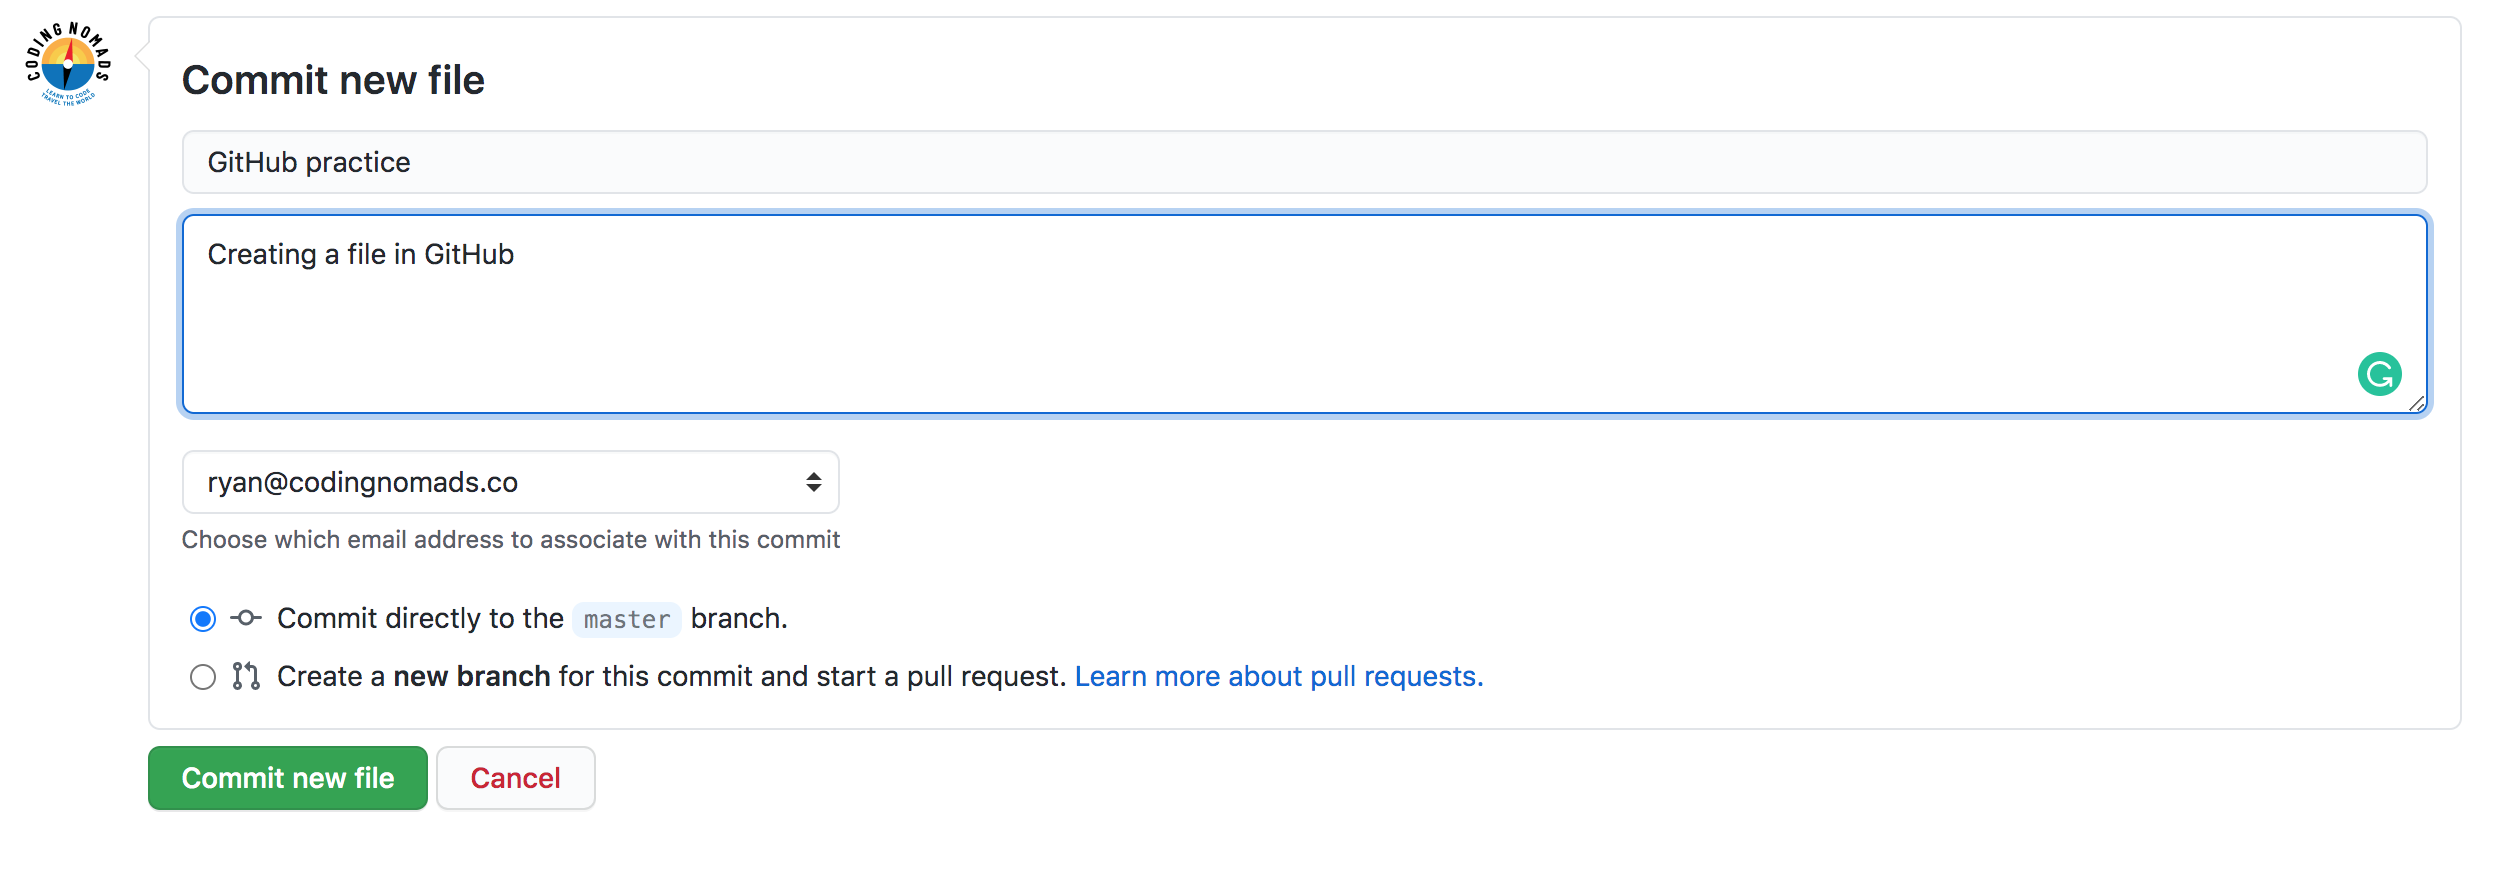 CODING NOMADS
LEARN TO CODE
TRAVEL THE WORLD
Commit new file
GitHub practice
Creating a file in GitHub
ryan@codingnomads.co
Choose which email address to associate with this commit
Commit directly to the master branch.
Create a new branch for this commit and start a pull request. Learn more about pull requests.
Commit new file
Cancel